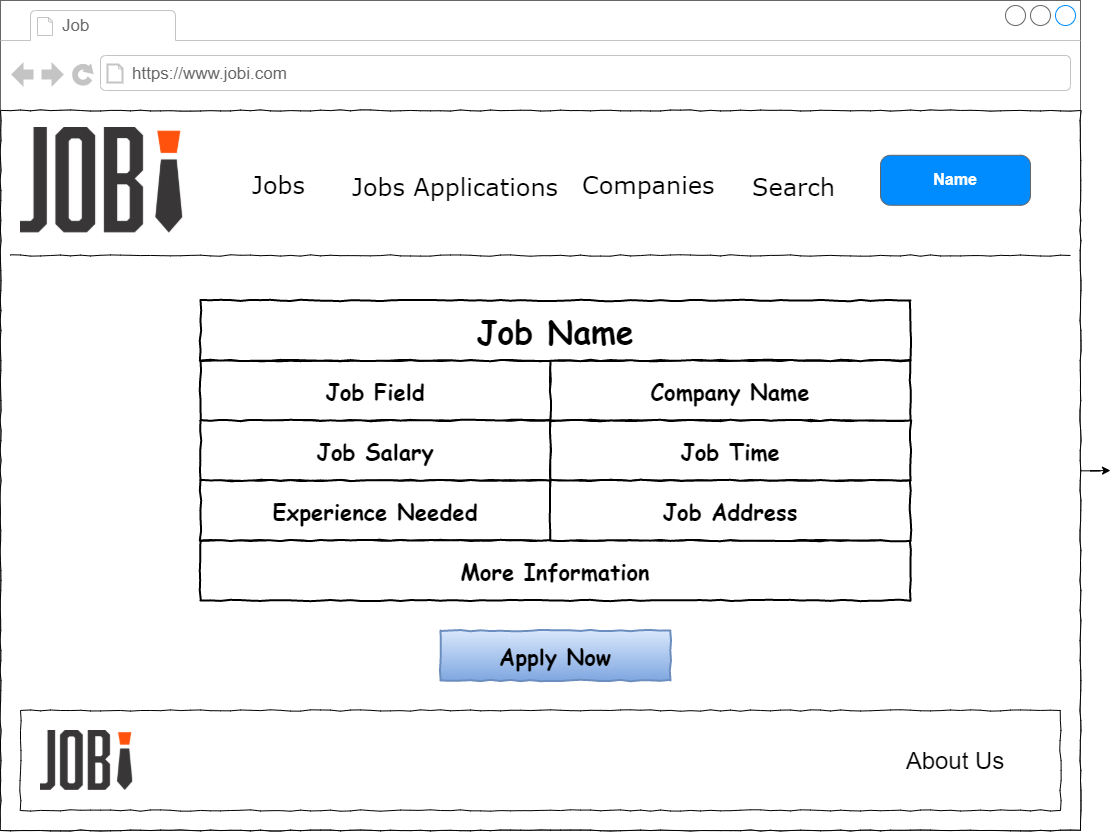 Job
https://www.jobi.com
JOBi
Jobs
Jobs Applications
Companies
Search
Name
Job Name
Job Field
Company Name
Job Salary
Job Time
Experience Needed
Job Address
More Information
Apply Now
JOBi
About Us